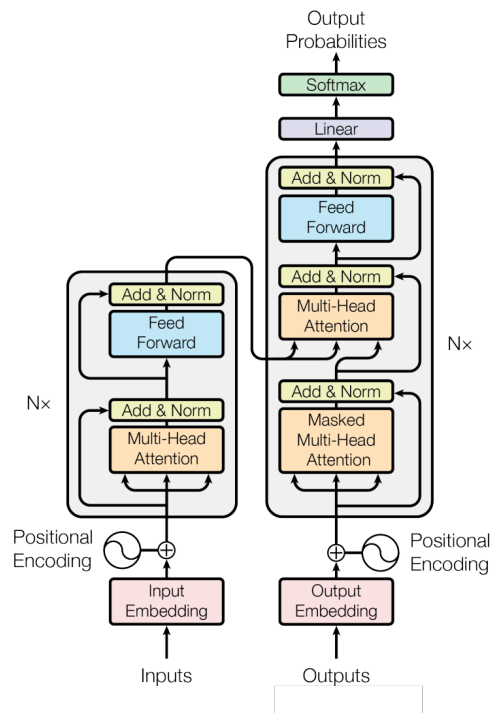 Output
Probabilities
Softmax
Linear
Add & Norm
Feed
Forward
Add & Norm
Multi-Head
Attention
Add & Norm
Masked
Multi-Head
Attention
Nx
Positional
Encoding
Output
Embedding
Outputs
Add & Norm
Feed
Forward
Add & Norm
Multi-Head
Attention
Nx
Positional
Encoding
Input
Embedding
Inputs